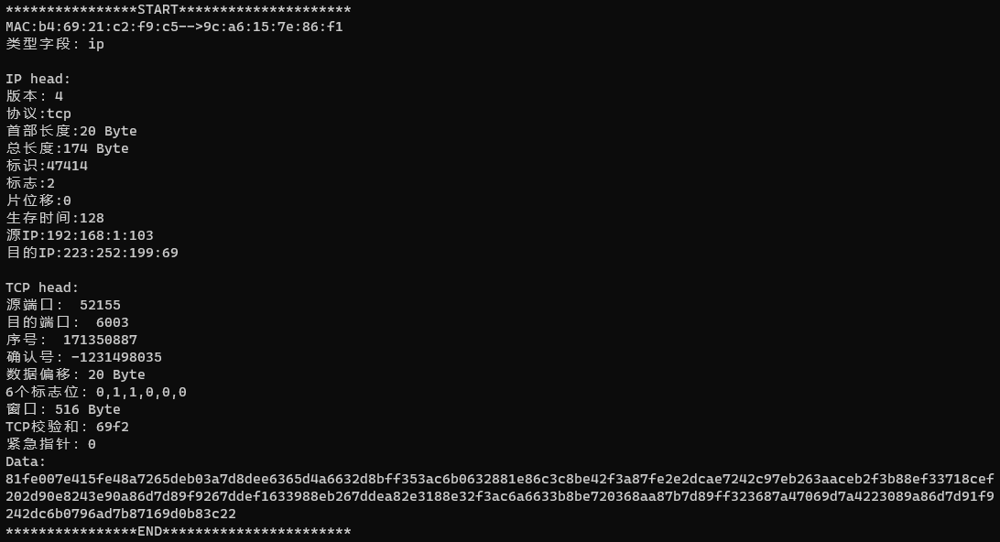 ****************START*********************
MAC:b4:69:21:c2:f9:c5-->9c:a6:15:7e:86:f1
类型字段: ip
IP head:
版本: 4
协议:tcp
首部长度:20 Byte
总长度:174 Byte
标识:47414
标志:2
片位移:0
生存时间:128
源IP:192:168:1:103
目的IP:223:252:199:69
TCP head:
源端口:  52155
目的端口:  6003
序号:  171350887
确认号: -1231498035
数据偏移: 20 Byte
6个标志位: 0,1,1,0,0,0
窗口: 516 Byte
TCP校验和: 69f2
紧急指针: 0
Data:
81fe007e415fe48a7265deb03a7d8dee6365d4a6632d8bff353ac6b0632881e86c3c8be42f3a87fe2e2dcae7242c97eb263aaceb2f3b88ef33718cef
202d90e8243e90a86d7d89f9267ddef1633988eb267ddea82e3188e32f3ac6a6633b8be720368aa87b7d89ff323687a47069d7a4223089a86d7d91f9
242dc6b0796ad7b87169d0b83c22
****************END***********************